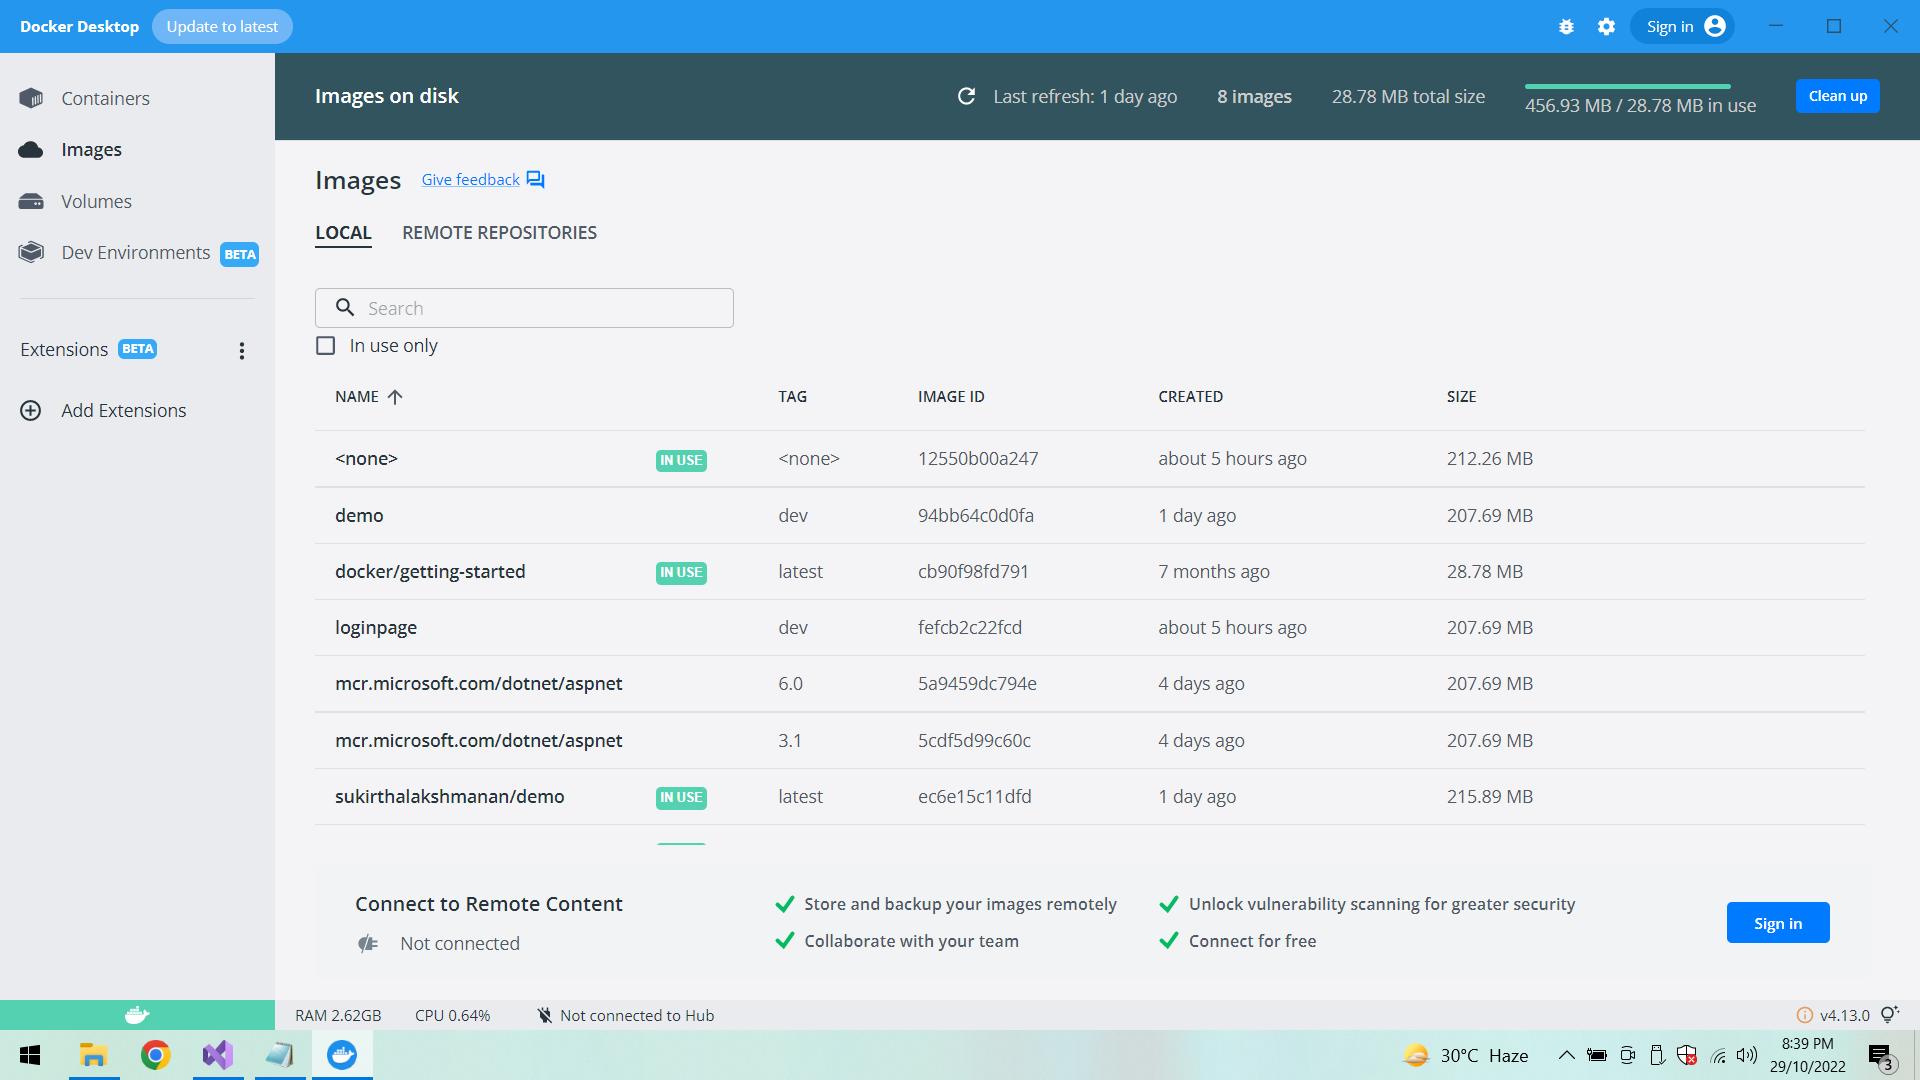 Docker Desktop Update to latest Sign in
Containers
Images
Volumes
Dev Environments BETA
Extensions BETA
Add Extensions
Images on disk Last refresh: 1 day ago 8 images 28.78 MB total size 456.93 MB / 28.78 MB in use Clean up
Images Give feedback
LOCAL REMOTE REPOSITORIES
Search
In use only
NAME TAG IMAGE ID CREATED SIZE
<none> IN USE <none> 12550b00a247 about 5 hours ago 212.26 MB
demo dev 94bb64c0d0fa 1 day ago 207.69 MB
docker/getting-started IN USE latest cb90f98fd791 7 months ago 28.78 MB
loginpage dev fefcb2c22fcd about 5 hours ago 207.69 MB
mcr.microsoft.com/dotnet/aspnet 6.0 5a9459dc794e 4 days ago 207.69 MB
mcr.microsoft.com/dotnet/aspnet 3.1 5cdf5d99c60c 4 days ago 207.69 MB
sukirthalakshmanan/demo IN USE latest ec6e15c11dfd 1 day ago 215.89 MB
Connect to Remote Content
Not connected
Store and backup your images remotely
Collaborate with your team
Unlock vulnerability scanning for greater security
Connect for free
Sign in
RAM 2.62GB CPU 0.64% Not connected to Hub v4.13.0
30°C Haze 8:39 PM
29/10/2022 3